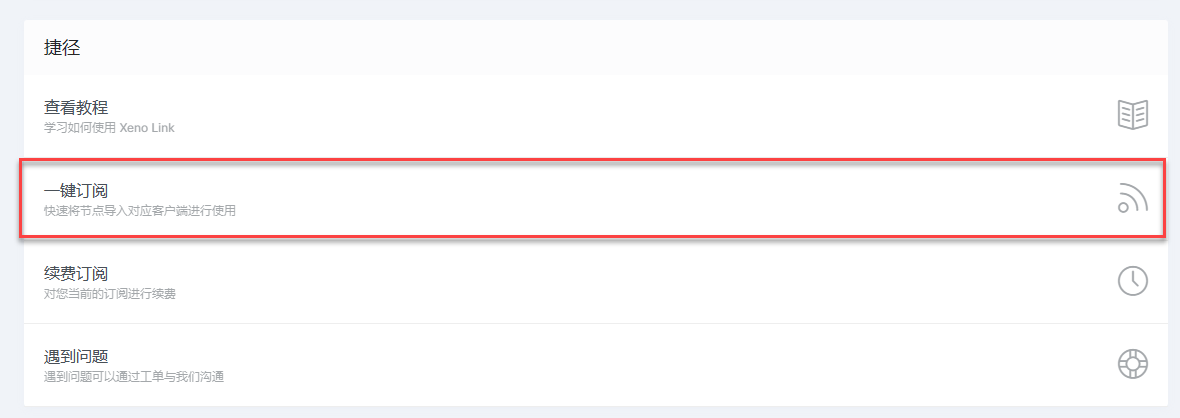 捷径
查看教程
学习如何使用 Xeno Link
一键订阅
快速将节点导入对应客户端进行使用
续费订阅
对您当前的订阅进行续费
遇到问题
遇到问题可以通过工单与我们沟通